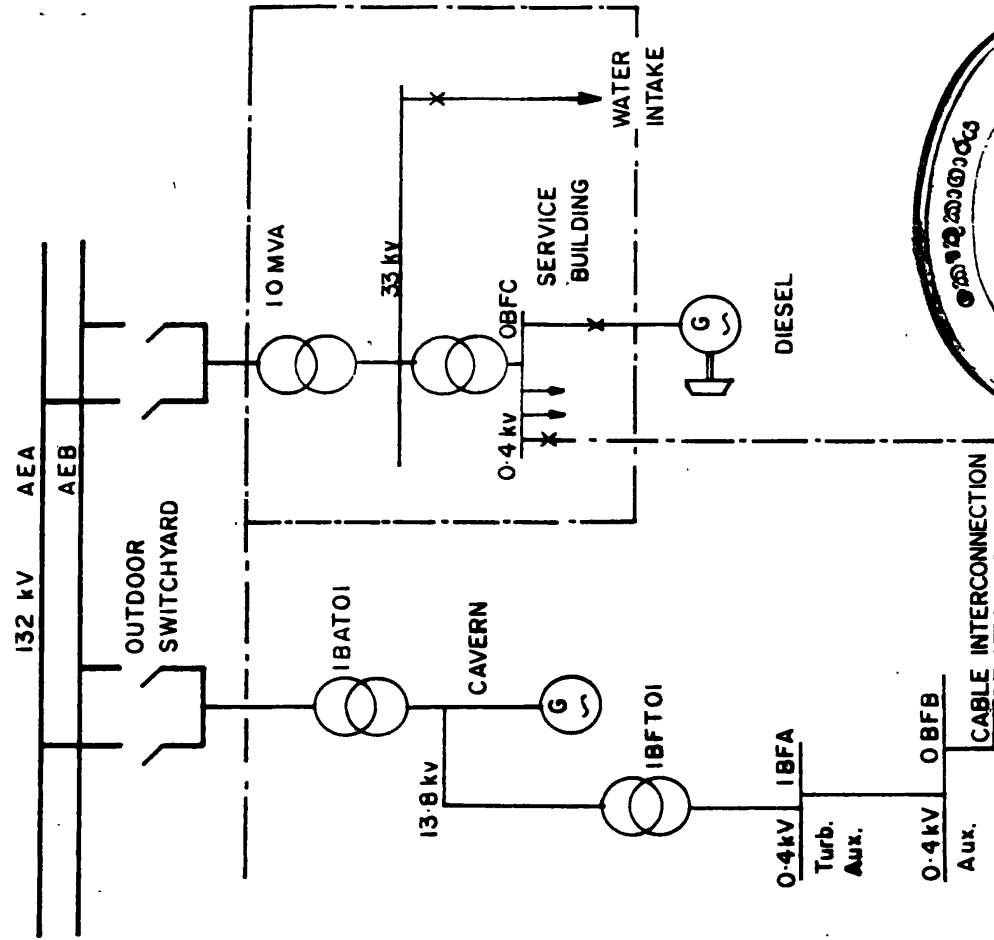 132 kV AEA
AEB
OUTDOOR
SWITCHYARD
10 MVA
33 kv
WATER
INTAKE
0·4 kv
OBFC
SERVICE
BUILDING
G
DIESEL
1BAT01
CAVERN
G
13·8 kv
1BFT01
0·4kV 1BFA
Turb.
Aux.
0·4kV OBFB
Aux.
CABLE INTERCONNECTION